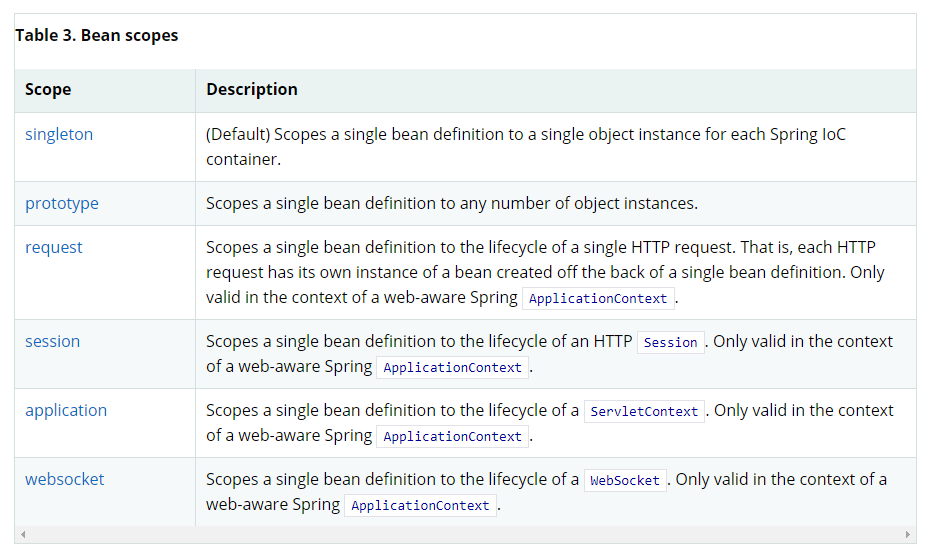 Table 3. Bean scopes
Scope Description
singleton (Default) Scopes a single bean definition to a single object instance for each Spring IoC
container.
prototype Scopes a single bean definition to any number of object instances.
request Scopes a single bean definition to the lifecycle of a single HTTP request. That is, each HTTP
request has its own instance of a bean created off the back of a single bean definition. Only
valid in the context of a web-aware Spring ApplicationContext.
session Scopes a single bean definition to the lifecycle of an HTTP Session. Only valid in the context
of a web-aware Spring ApplicationContext.
application Scopes a single bean definition to the lifecycle of a ServletContext. Only valid in the context
of a web-aware Spring ApplicationContext.
websocket Scopes a single bean definition to the lifecycle of a WebSocket. Only valid in the context of a
web-aware Spring ApplicationContext.